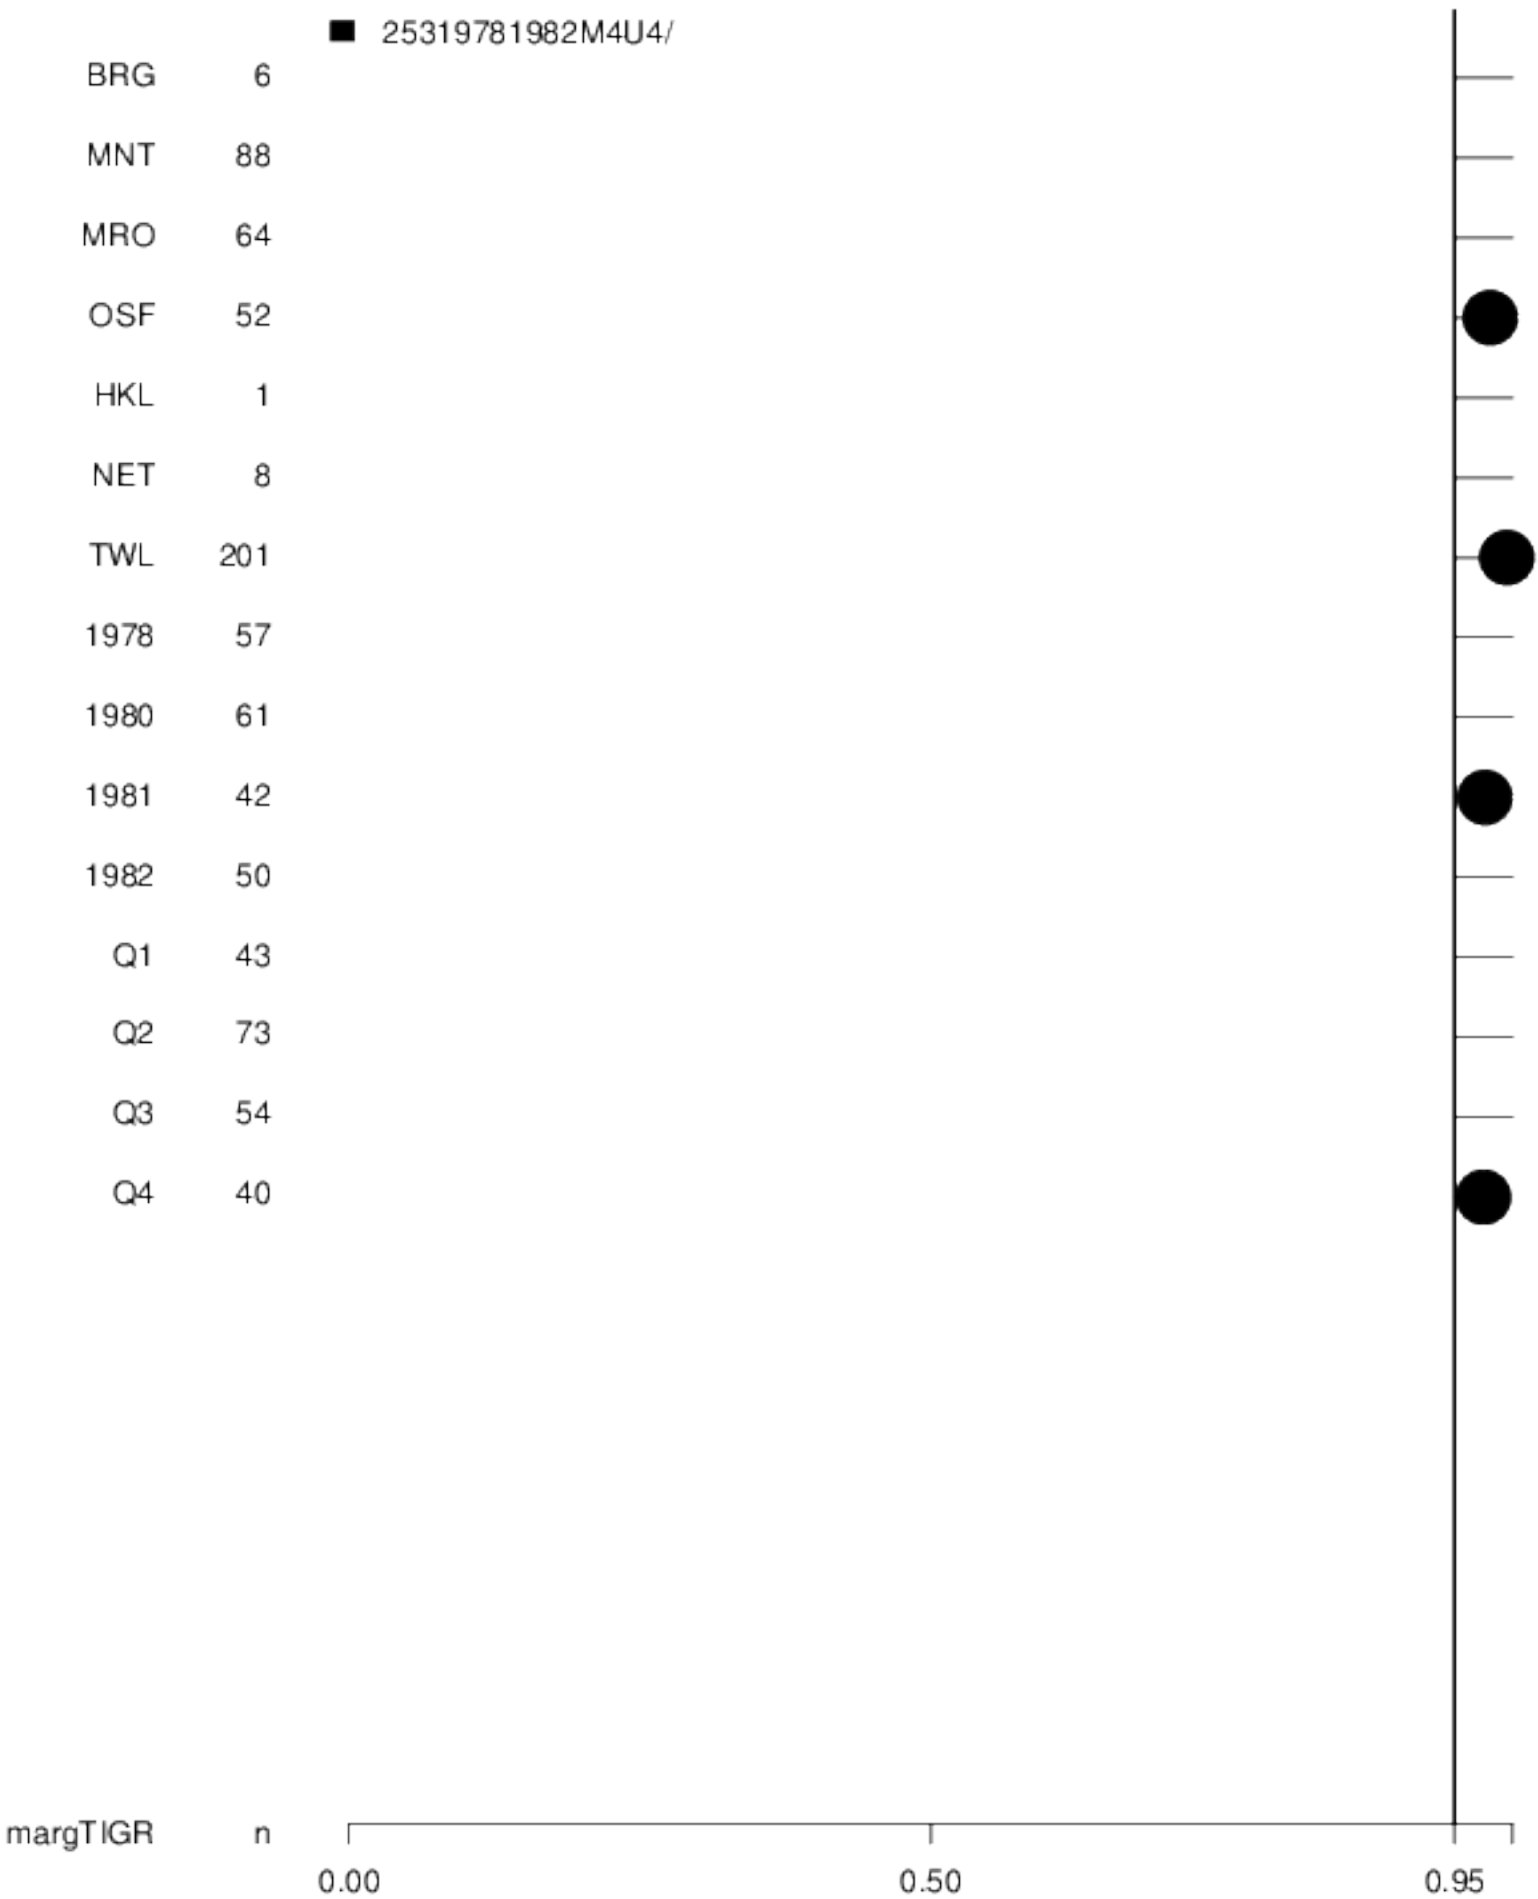 25319781982M4U4/
BRG 6
MNT 88
MRO 64
OSF 52
HKL 1
NET 8
TWL 201
1978 57
1980 61
1981 42
1982 50
Q1 43
Q2 73
Q3 54
Q4 40
margTIGR n
0.00 0.50 0.95